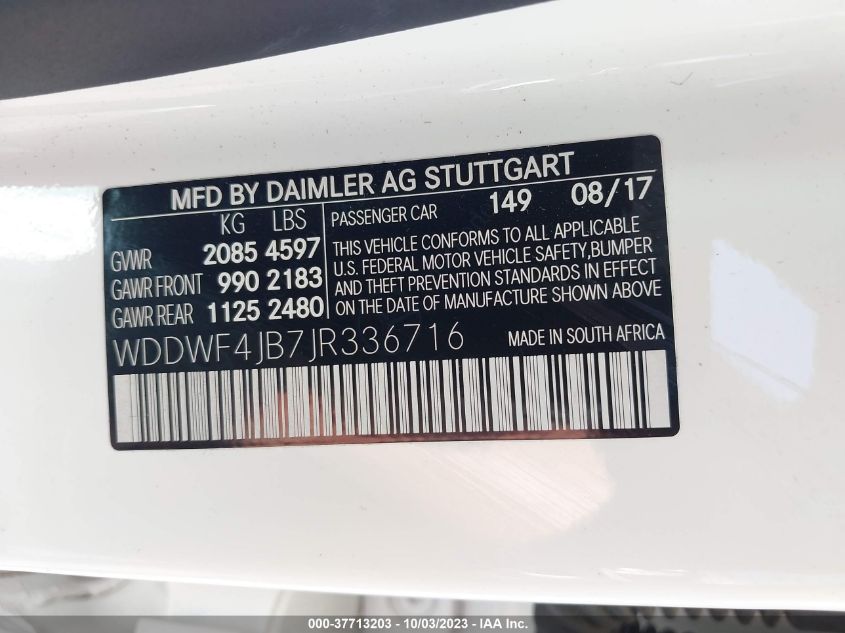 MFD BY DAIMLER AG STUTTGART
KG LBS
GVWR 2085 4597
GAWR FRONT 990 2183
GAWR REAR 1125 2480
PASSENGER CAR 149 08/17
THIS VEHICLE CONFORMS TO ALL APPLICABLE
U.S. FEDERAL MOTOR VEHICLE SAFETY,BUMPER
AND THEFT PREVENTION STANDARDS IN EFFECT
ON THE DATE OF MANUFACTURE SHOWN ABOVE
WDDWF4JB7JR336716 MADE IN SOUTH AFRICA
000-37713203 - 10/03/2023 - IAA Inc.